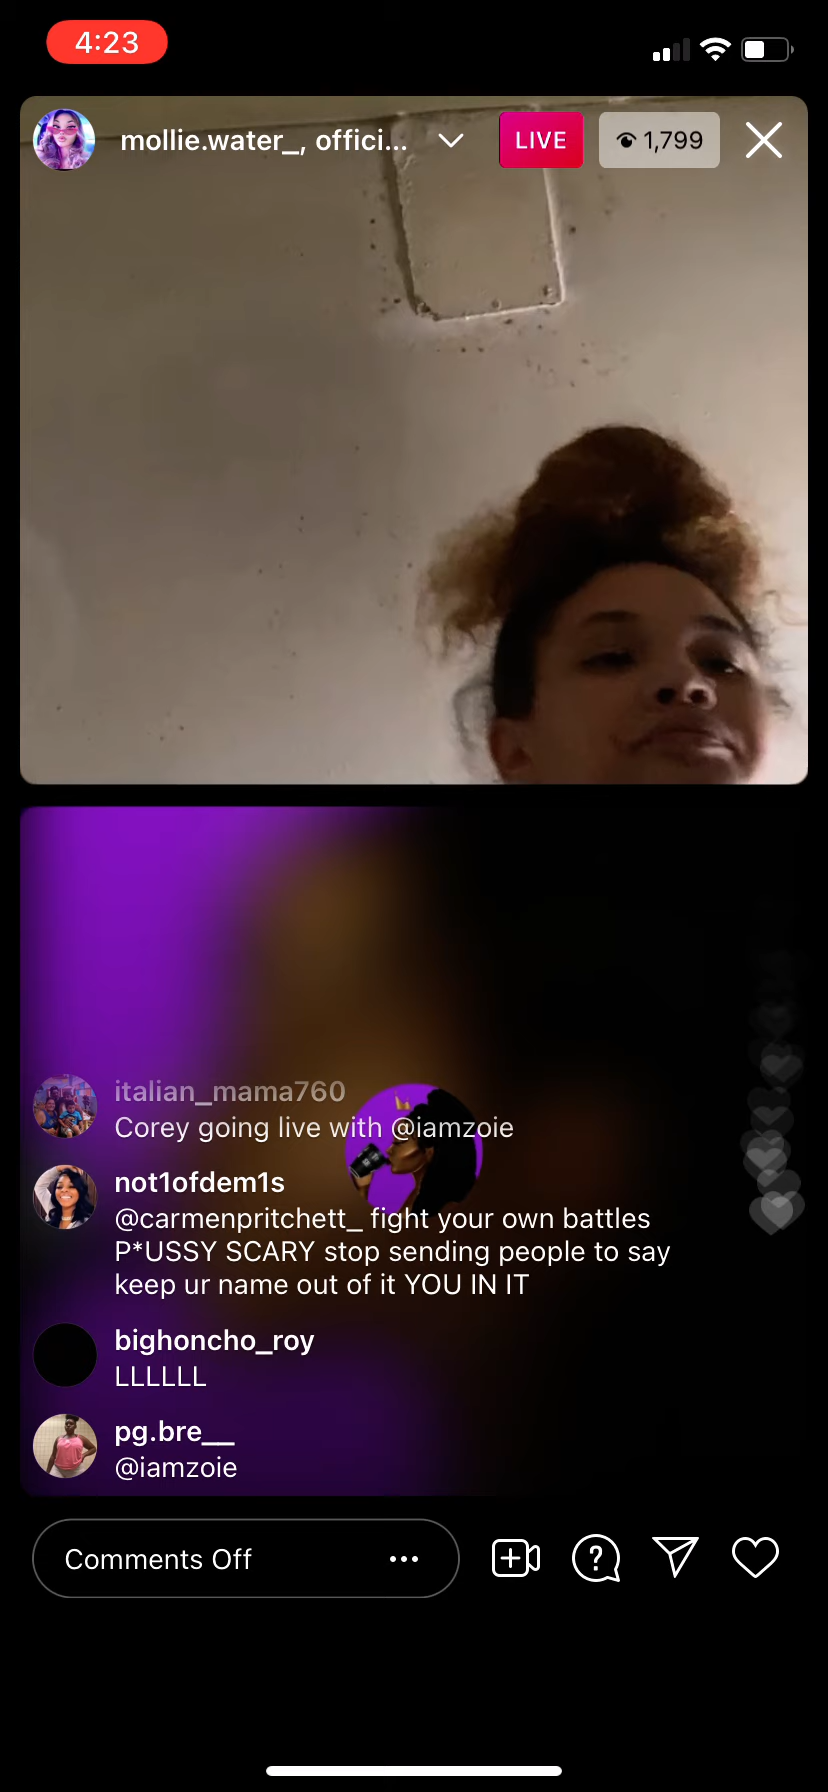 4:23
mollie.water_, offici...
LIVE
1,799
italian_mama760
Corey going live with @iamzoie
not1ofdem1s
@carmenpritchett_ fight your own battles
P*USSY SCARY stop sending people to say
keep ur name out of it YOU IN IT
bighoncho_roy
LLLLLL
pg.bre__
@iamzoie
Comments Off